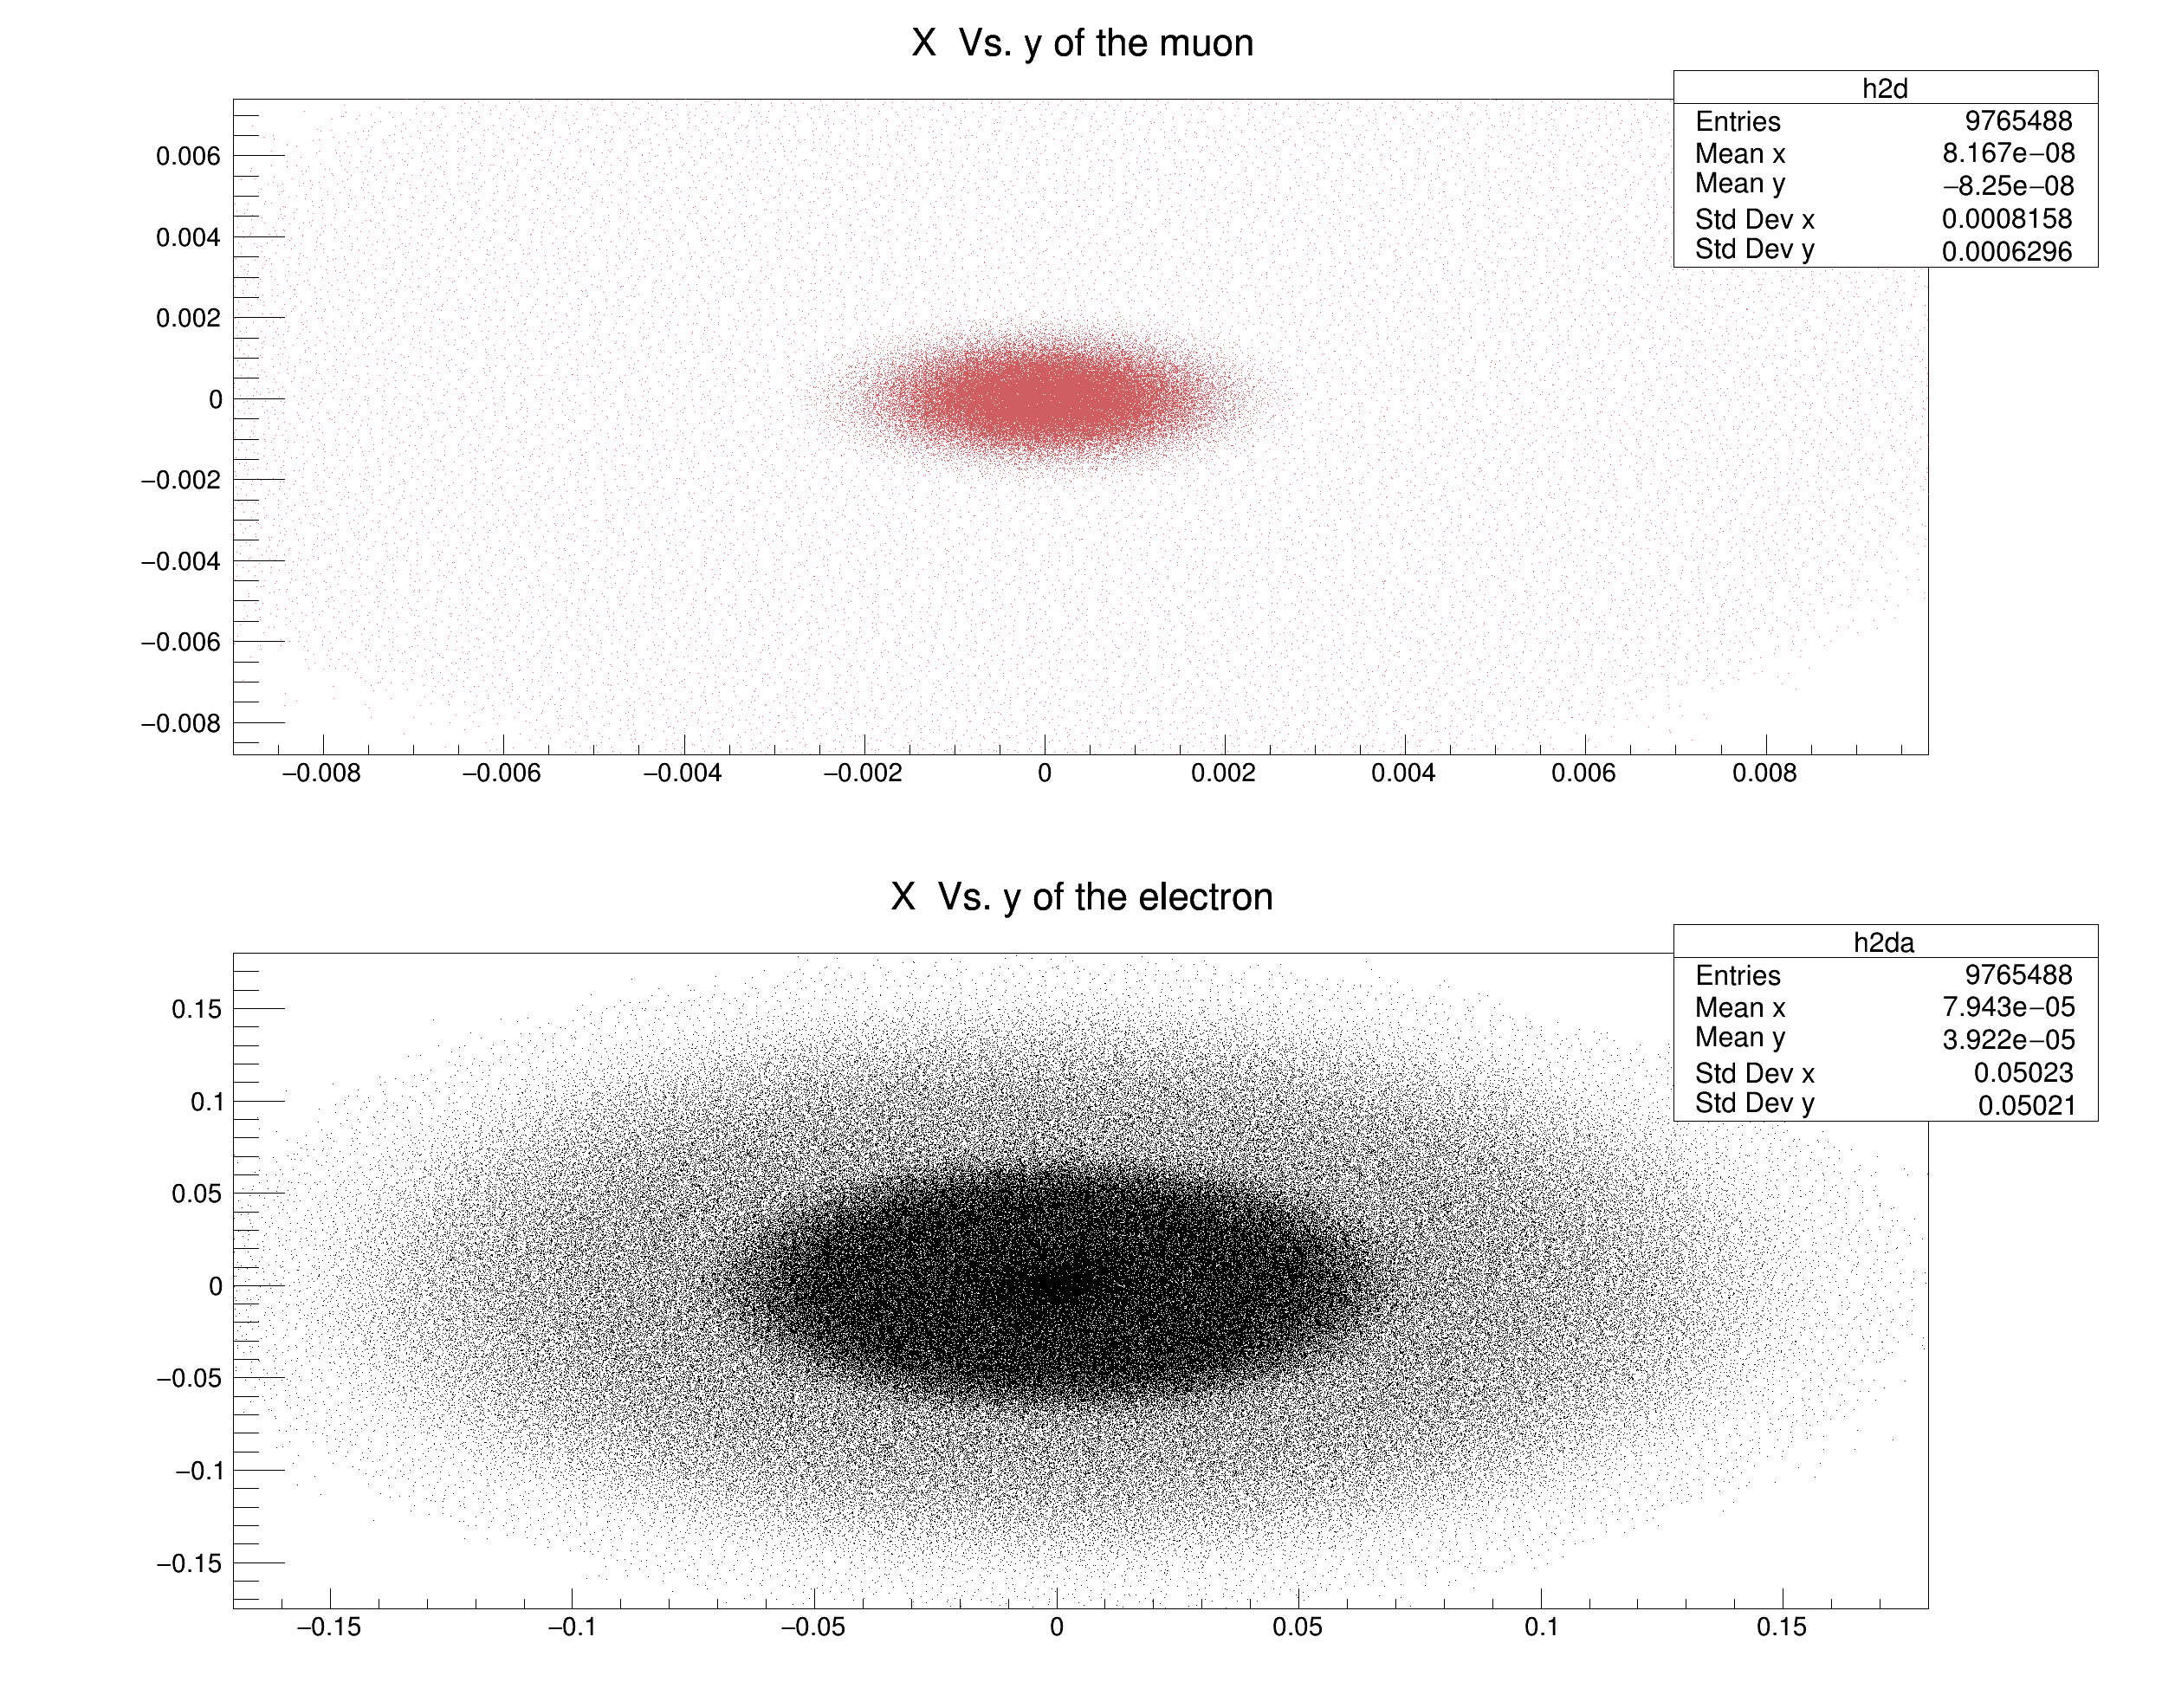 X Vs. y of the muon
h2d
Entries 9765488
Mean x 8.167e−08
Mean y −8.25e−08
Std Dev x 0.0008158
Std Dev y 0.0006296
0.006
0.004
0.002
0
−0.002
−0.004
−0.006
−0.008
−0.008 −0.006 −0.004 −0.002 0 0.002 0.004 0.006 0.008
X Vs. y of the electron
h2da
Entries 9765488
Mean x 7.943e−05
Mean y 3.922e−05
Std Dev x 0.05023
Std Dev y 0.05021
0.15
0.1
0.05
0
−0.05
−0.1
−0.15
−0.15 −0.1 −0.05 0 0.05 0.1 0.15